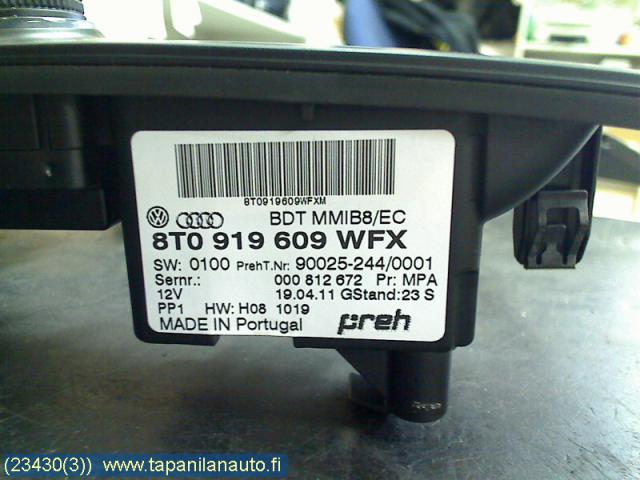 8T0919609WFXM
BDT MMIB8/EC
8T0 919 609 WFX
SW: 0100 PrehT.Nr: 90025-244/0001
Sernr.: 000 812 672 Pr: MPA
12V 19.04.11 GStand: 23 S
PP1 HW: H08 1019
MADE IN Portugal preh
(23430(3)) www.tapanilanauto.fi